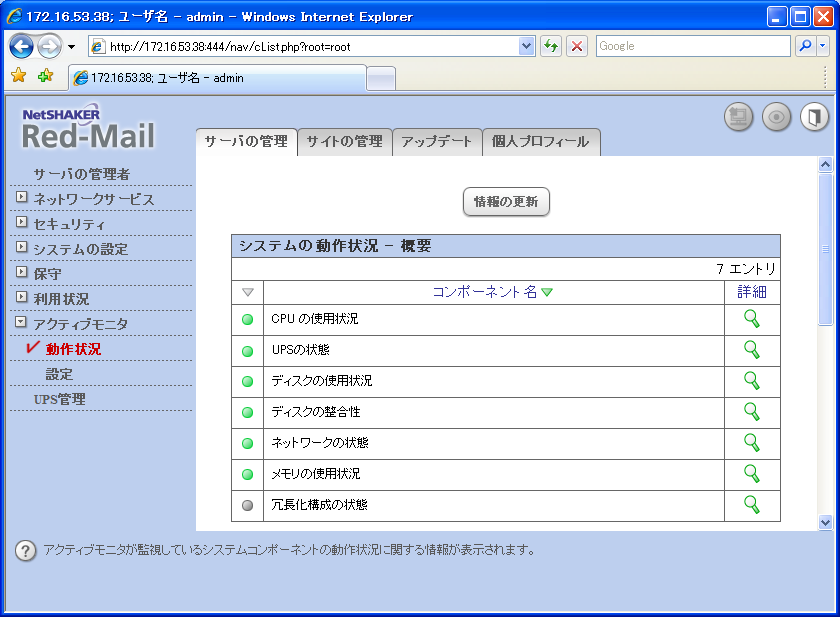 172.16.53.38; ユーザ名 - admin - Windows Internet Explorer
http://172.16.53.38:444/nav/cList.php?root=root
Google
172.16.53.38; ユーザ名 - admin
NetSHAKER
Red-Mail
サーバの管理 サイトの管理 アップデート 個人プロフィール
サーバの管理者
ネットワークサービス
セキュリティ
システムの設定
保守
利用状況
アクティブモニタ
動作状況
設定
UPS管理
情報の更新
システムの動作状況 - 概要
7 エントリ
コンポーネント名 詳細
CPU の使用状況
UPSの状態
ディスクの使用状況
ディスクの整合性
ネットワークの状態
メモリの使用状況
冗長化構成の状態
? アクティブモニタが監視しているシステムコンポーネントの動作状況に関する情報が表示されます。